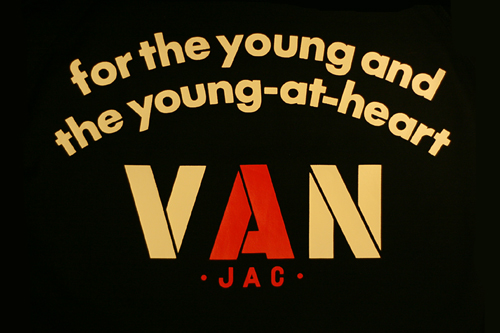 for the young and
the young-at-heart
VAN
· JAC ·